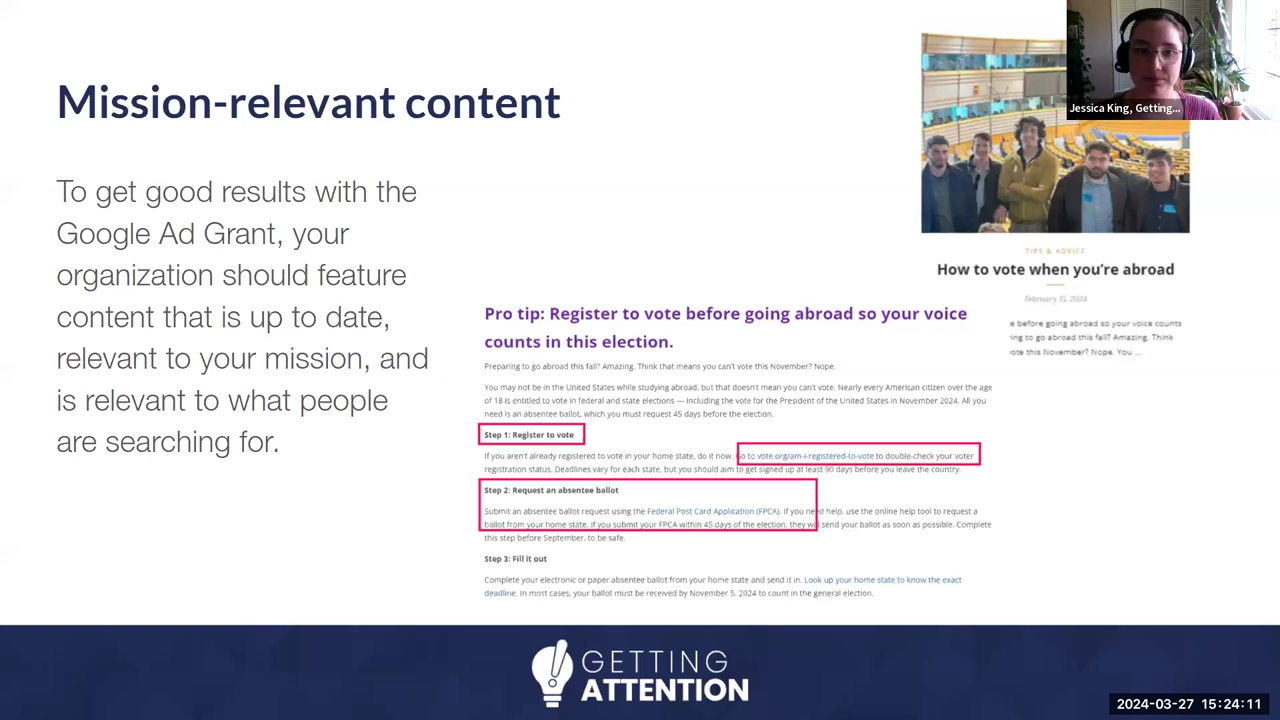 Mission-relevant content
To get good results with the
Google Ad Grant, your
organization should feature
content that is up to date,
relevant to your mission, and
is relevant to what people
are searching for.
Jessica King, Getting...
TIPS & ADVICE
How to vote when you're abroad
February 15, 2024
e before going abroad so your voice counts
ring to go abroad this fall? Amazing. Think
ote this November? Nope. You ...
Pro tip: Register to vote before going abroad so your voice
counts in this election.
Preparing to go abroad this fall? Amazing. Think that means you can't vote this November? Nope.
You may not be in the United States while studying abroad, but that doesn't mean you can't vote. Nearly every American citizen over the age
of 18 is entitled to vote in federal and state elections — including the vote for the President of the United States in November 2024. All you
need is an absentee ballot, which you must request 45 days before the election.
Step 1: Register to vote
If you aren't already registered to vote in your home state, do it now. Go to vote.org/am-i-registered-to-vote to double-check your voter
registration status. Deadlines vary for each state, but you should aim to get signed up at least 90 days before you leave the country.
Step 2: Request an absentee ballot
Submit an absentee ballot request using the Federal Post Card Application (FPCA). If you need help, use the online help tool to request a
ballot from your home state. If you submit your FPCA within 45 days of the election, they will send your ballot as soon as possible. Complete
this step before September, to be safe.
Step 3: Fill it out
Complete your electronic or paper absentee ballot from your home state and send it in. Look up your home state to know the exact
deadline. In most cases, your ballot must be received by November 5, 2024 to count in the general election.
GETTING
ATTENTION
2024-03-27 15:24:11